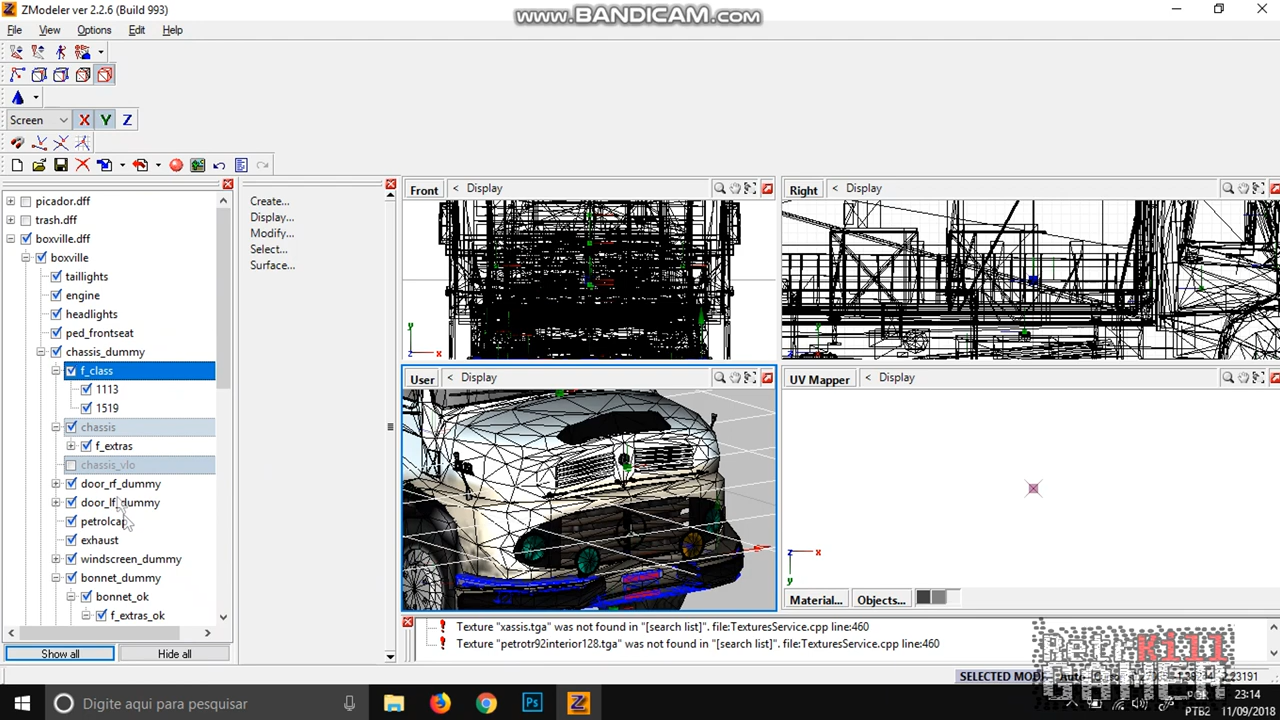 ZModeler ver 2.2.6 (Build 993)
www.BANDICAM.com
File View Options Edit Help
Screen X Y Z
picador.dff
trash.dff
boxville.dff
boxville
taillights
engine
headlights
ped_frontseat
chassis_dummy
f_class
1113
1519
chassis
f_extras
chassis_vlo
door_rf_dummy
door_lf_dummy
petrolcap
exhaust
windscreen_dummy
bonnet_dummy
bonnet_ok
f_extras_ok
Show all Hide all
Create...
Display...
Modify...
Select...
Surface...
Front < Display
Right < Display
User < Display
UV Mapper < Display
Material... Objects...
Texture "xassis.tga" was not found in "[search list]". file:TexturesService.cpp line:460
Texture "petrotr92interior128.tga" was not found in "[search list]". file:TexturesService.cpp line:460
RetrKill
GAMER
SELECTED MODE
Digite aqui para pesquisar
23:14
PTB2 11/09/2018